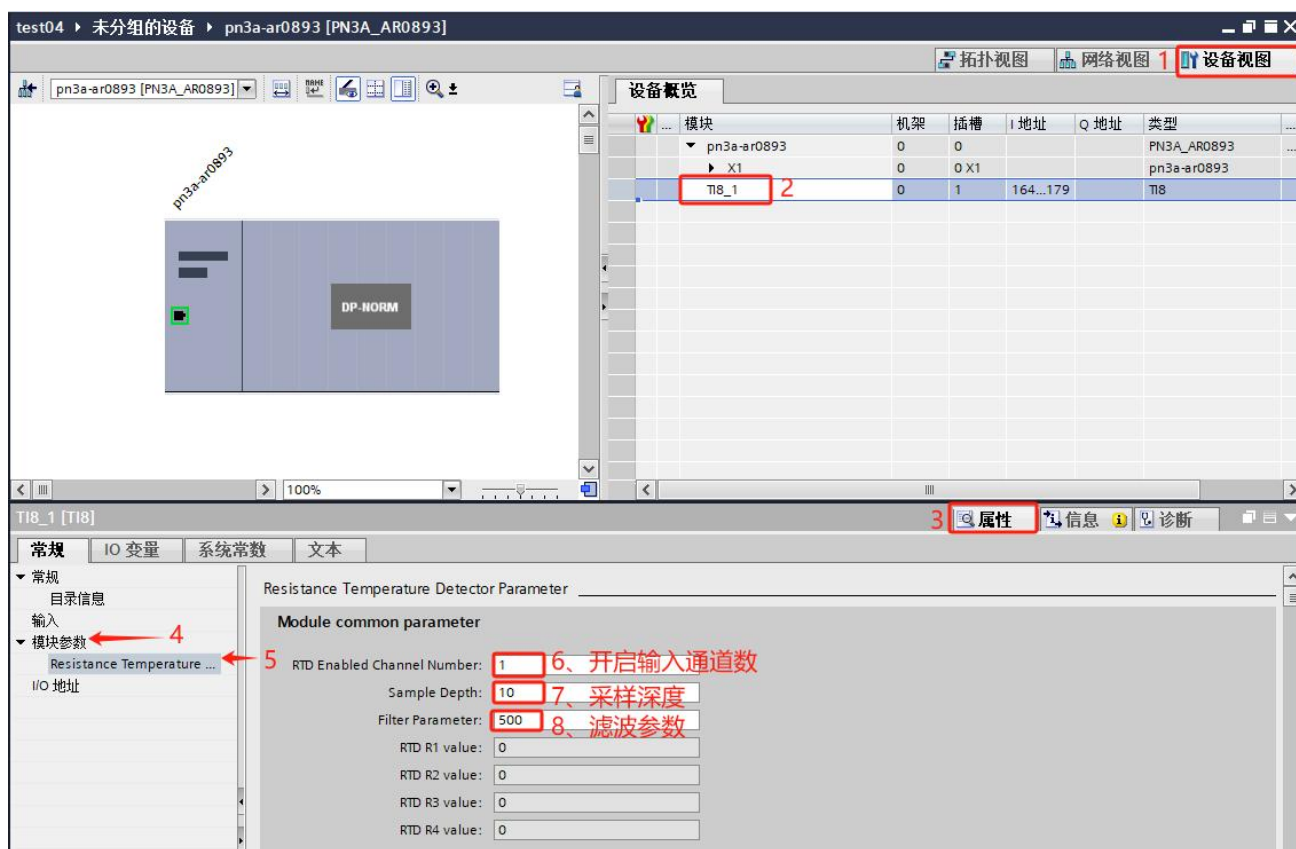 test04 ▸ 未分组的设备 ▸ pn3a-ar0893 [PN3A_AR0893]
拓扑视图 网络视图 1 设备视图
pn3a-ar0893 [PN3A_AR0893]
设备概览
... 模块 机架 插槽 I 地址 Q 地址 类型 ...
pn3a-ar0893 0 0 PN3A_AR0893 ...
X1 0 0 X1 pn3a-ar0893
TI8_1 2 0 1 164...179 TI8
pn3a-ar0893
DP-NORM
100%
TI8_1 [TI8]
3 属性 信息 诊断
常规 IO 变量 系统常数 文本
常规
目录信息
输入
模块参数 4
Resistance Temperature ... 5
I/O 地址
Resistance Temperature Detector Parameter
Module common parameter
RTD Enabled Channel Number: 1 6、开启输入通道数
Sample Depth: 10 7、采样深度
Filter Parameter: 500 8、滤波参数
RTD R1 value: 0
RTD R2 value: 0
RTD R3 value: 0
RTD R4 value: 0